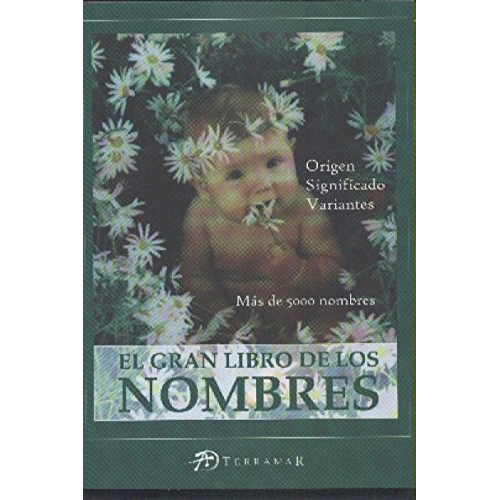 Origen
Significado
Variantes
Más de 5000 nombres
EL GRAN LIBRO DE LOS
NOMBRES
TERRAMAR